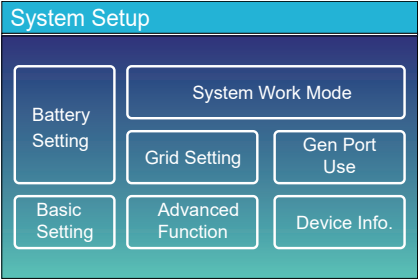 System Setup
Battery
Setting
System Work Mode
Grid Setting
Gen Port
Use
Basic
Setting
Advanced
Function
Device Info.